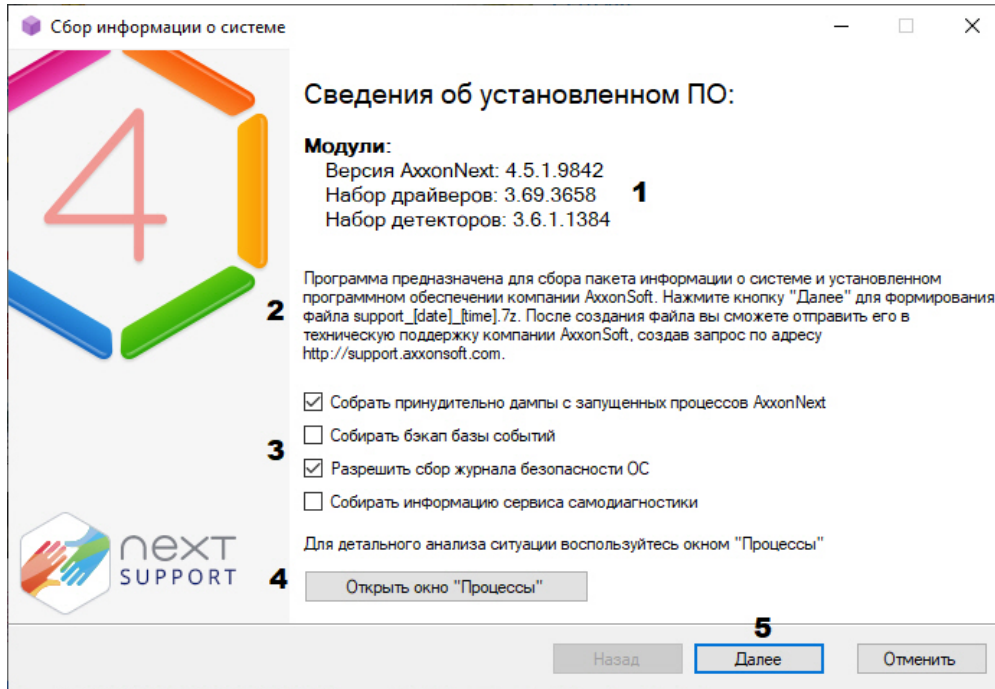 Сбор информации о системе
4
Сведения об установленном ПО:
Модули:
Версия AxxonNext: 4.5.1.9842
Набор драйверов: 3.69.3658
1
Набор детекторов: 3.6.1.1384
Программа предназначена для сбора пакета информации о системе и установленном
2
программном обеспечении компании AxxonSoft. Нажмите кнопку "Далее" для формирования
файла support_[date]_[time].7z. После создания файла вы сможете отправить его в
техническую поддержку компании AxxonSoft, создав запрос по адресу
http://support.axxonsoft.com.
Собрать принудительно дампы с запущенных процессов AxxonNext
Собирать бэкап базы событий
3
Разрешить сбор журнала безопасности ОС
Собирать информацию сервиса самодиагностики
next
SUPPORT
Для детального анализа ситуации воспользуйтесь окном "Процессы"
4
Открыть окно "Процессы"
5
Назад
Далее
Отменить